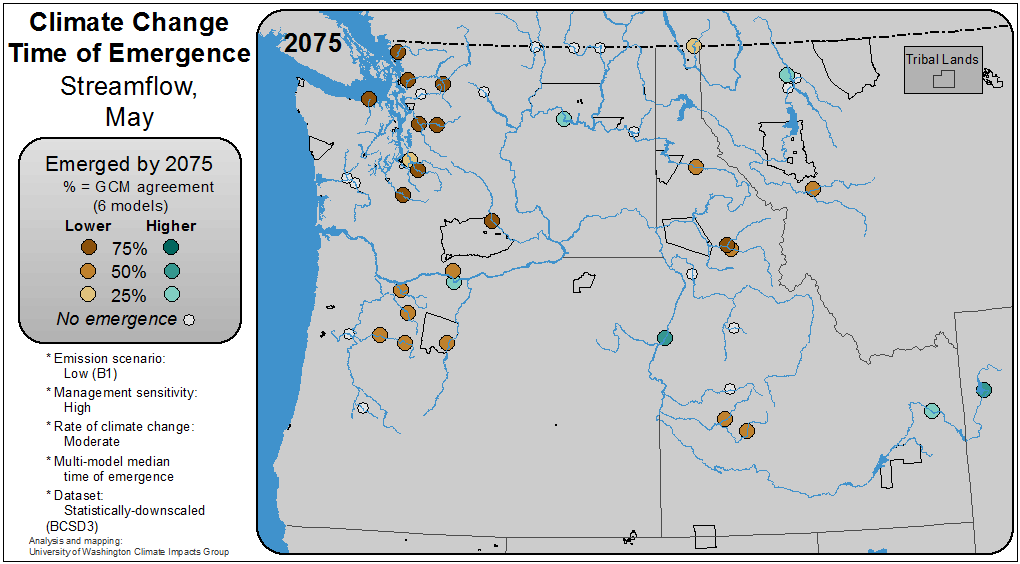 Climate Change
Time of Emergence
Streamflow,
May
Emerged by 2075
% = GCM agreement
(6 models)
Lower Higher
75%
50%
25%
No emergence
* Emission scenario:
Low (B1)
* Management sensitivity:
High
* Rate of climate change:
Moderate
* Multi-model median
time of emergence
* Dataset:
Statistically-downscaled
(BCSD3)
Analysis and mapping:
University of Washington Climate Impacts Group
2075
Tribal Lands